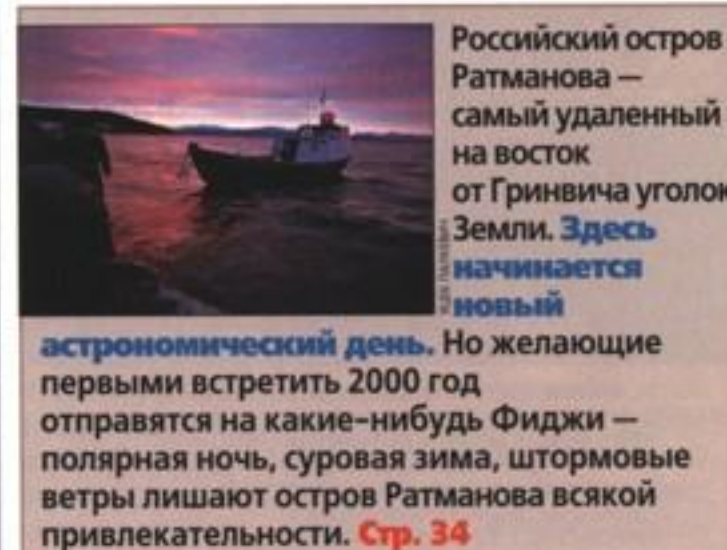 Российский остров
Ратманова —
самый удаленный
на восток
от Гринвича уголок
Земли. Здесь
начинается
новый
астрономический день. Но желающие
первыми встретить 2000 год
отправятся на какие-нибудь Фиджи —
полярная ночь, суровая зима, штормовые
ветры лишают остров Ратманова всякой
привлекательности. Стр. 34